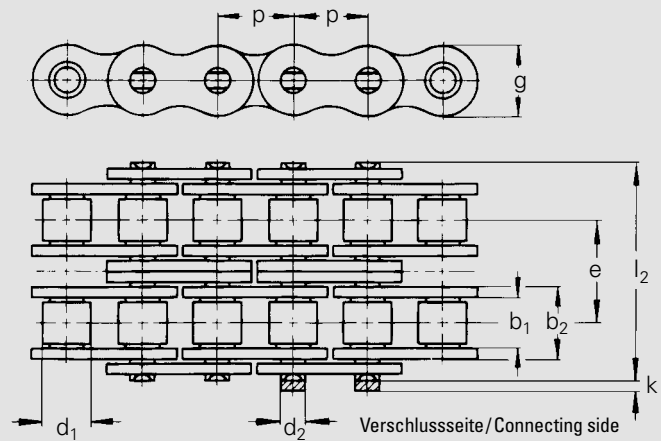 p p
g
e
l₂
b₁ b₂
k
d₁ d₂
Verschlussseite/Connecting side